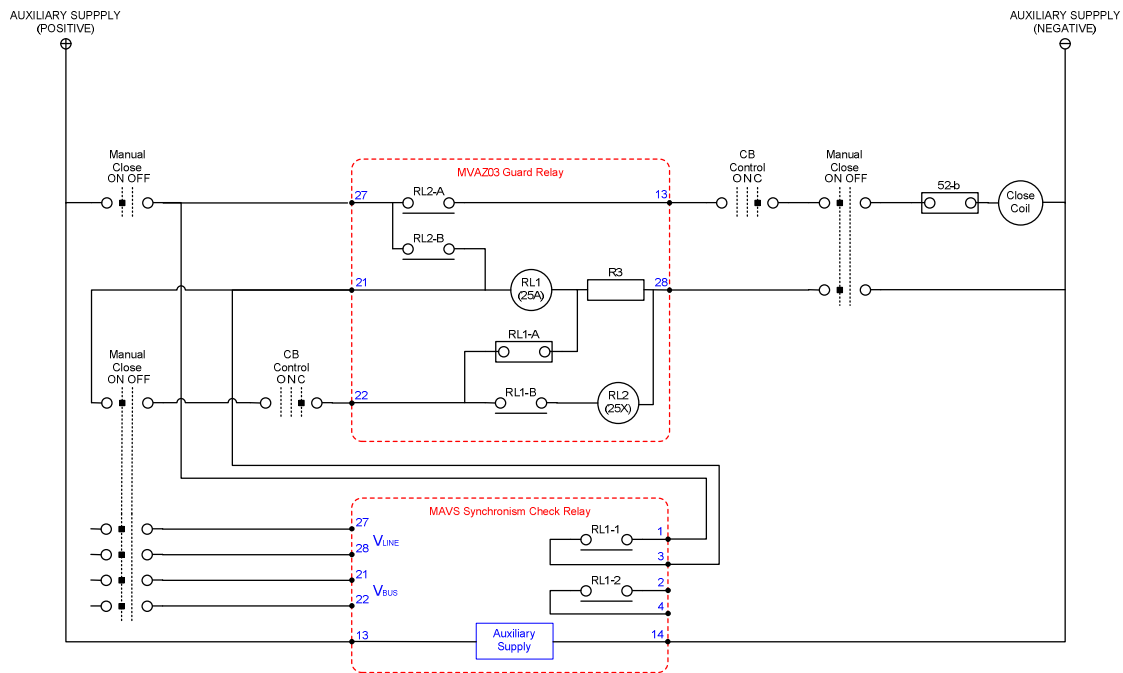 AUXILIARY SUPPPLY
(POSITIVE)
AUXILIARY SUPPPLY
(NEGATIVE)
Manual
Close
ON OFF
MVAZ03 Guard Relay
CB
Control
O N C
Manual
Close
ON OFF
27
RL2-A
13
52-b
Close
Coil
RL2-B
21
RL1
(25A)
R3
28
RL1-A
Manual
Close
ON OFF
CB
Control
O N C
22
RL1-B
RL2
(25X)
MAVS Synchronism Check Relay
27
RL1-1
1
VLINE
28
3
21
RL1-2
2
VBUS
22
4
13
Auxiliary
Supply
14